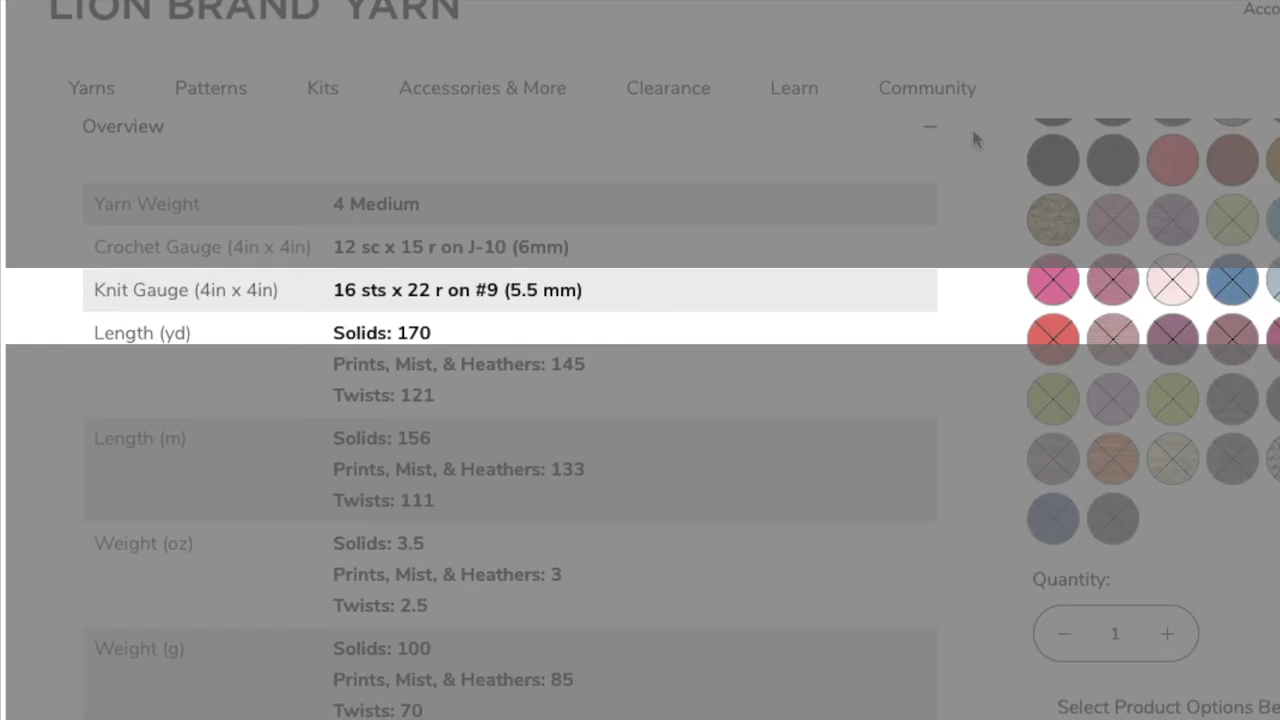 LION BRAND YARN
Acco
Yarns Patterns Kits Accessories & More Clearance Learn Community
Overview
Yarn Weight 4 Medium
Crochet Gauge (4in x 4in) 12 sc x 15 r on J-10 (6mm)
Knit Gauge (4in x 4in) 16 sts x 22 r on #9 (5.5 mm)
Length (yd) Solids: 170
Prints, Mist, & Heathers: 145
Twists: 121
Length (m) Solids: 156
Prints, Mist, & Heathers: 133
Twists: 111
Weight (oz) Solids: 3.5
Prints, Mist, & Heathers: 3
Twists: 2.5
Weight (g) Solids: 100
Prints, Mist, & Heathers: 85
Twists: 70
Quantity:
− 1 +
Select Product Options Be